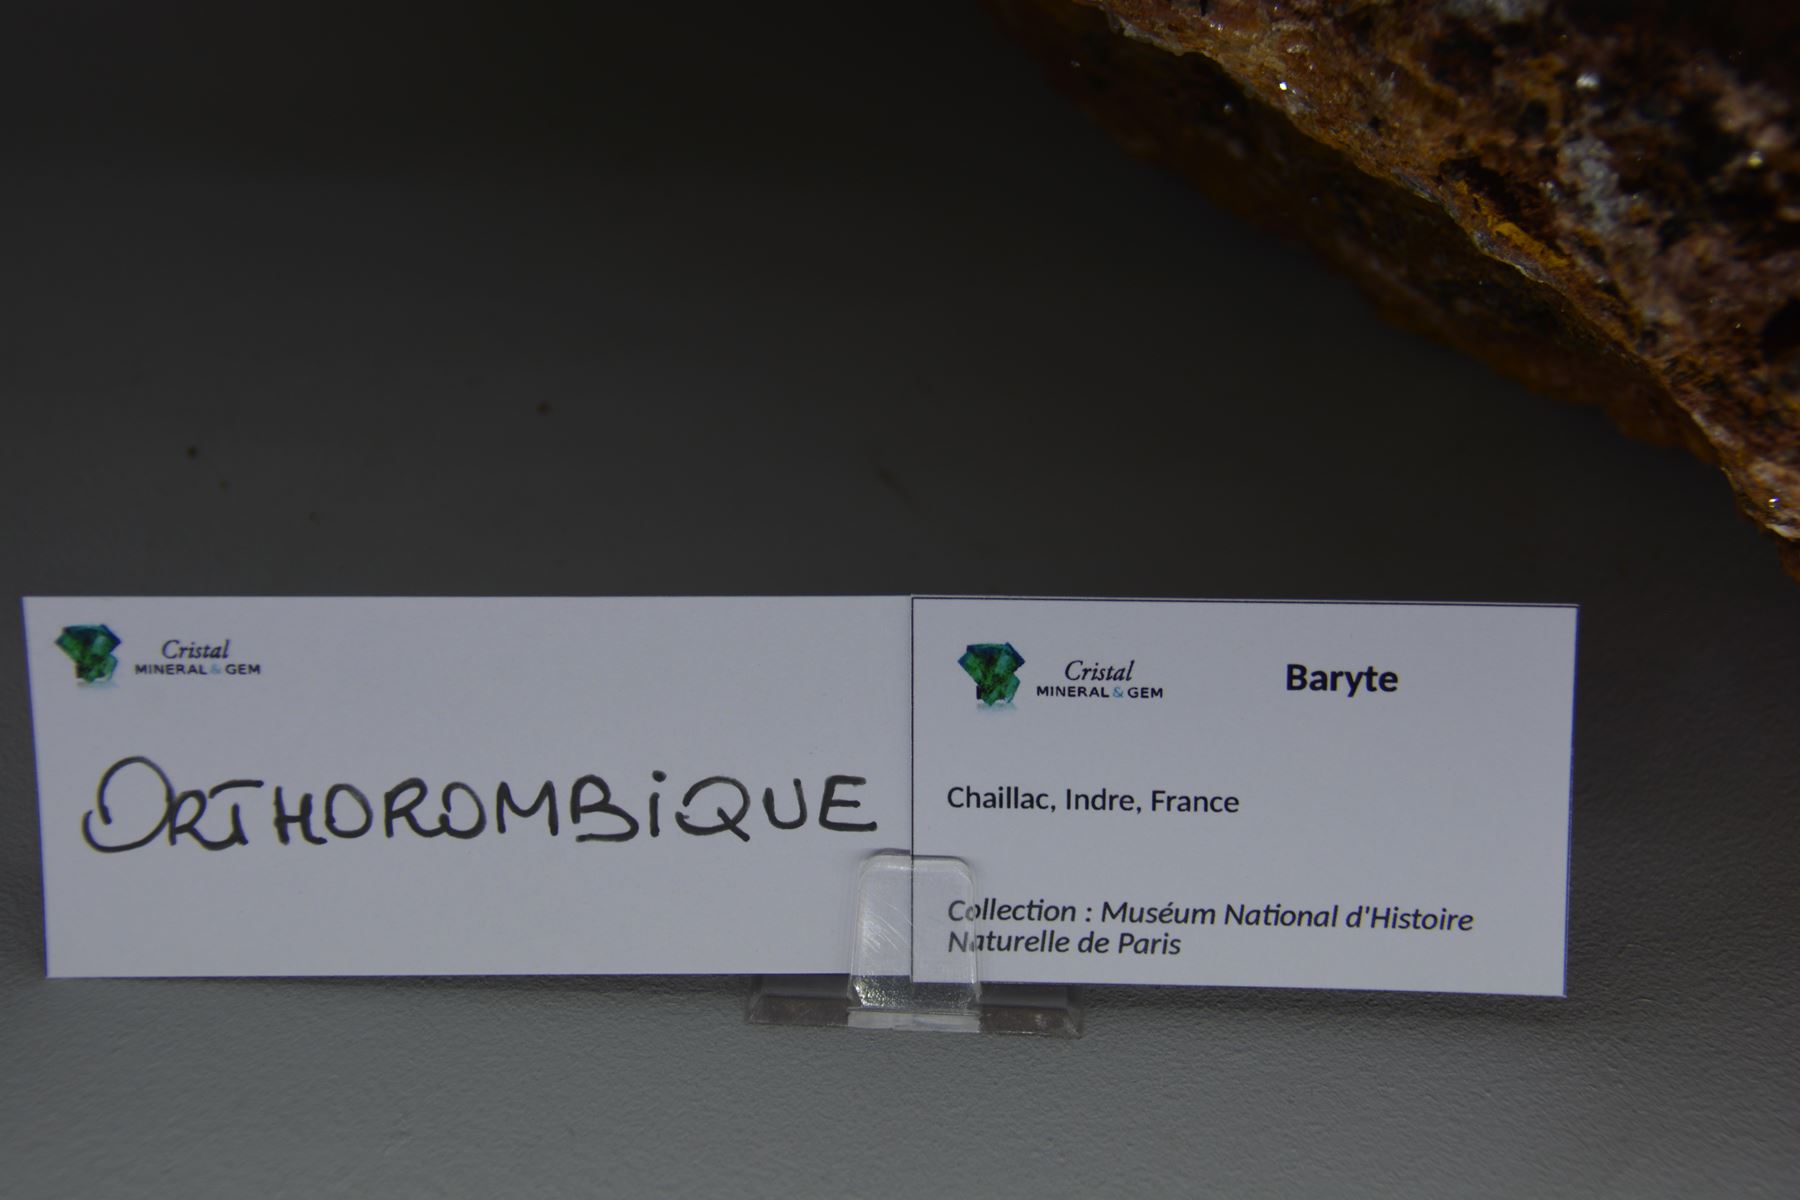 Cristal
MINERAL&GEM
ORTHOROMBIQUE
Cristal
MINERAL&GEM
Baryte
Chaillac, Indre, France
Collection : Muséum National d'Histoire
Naturelle de Paris